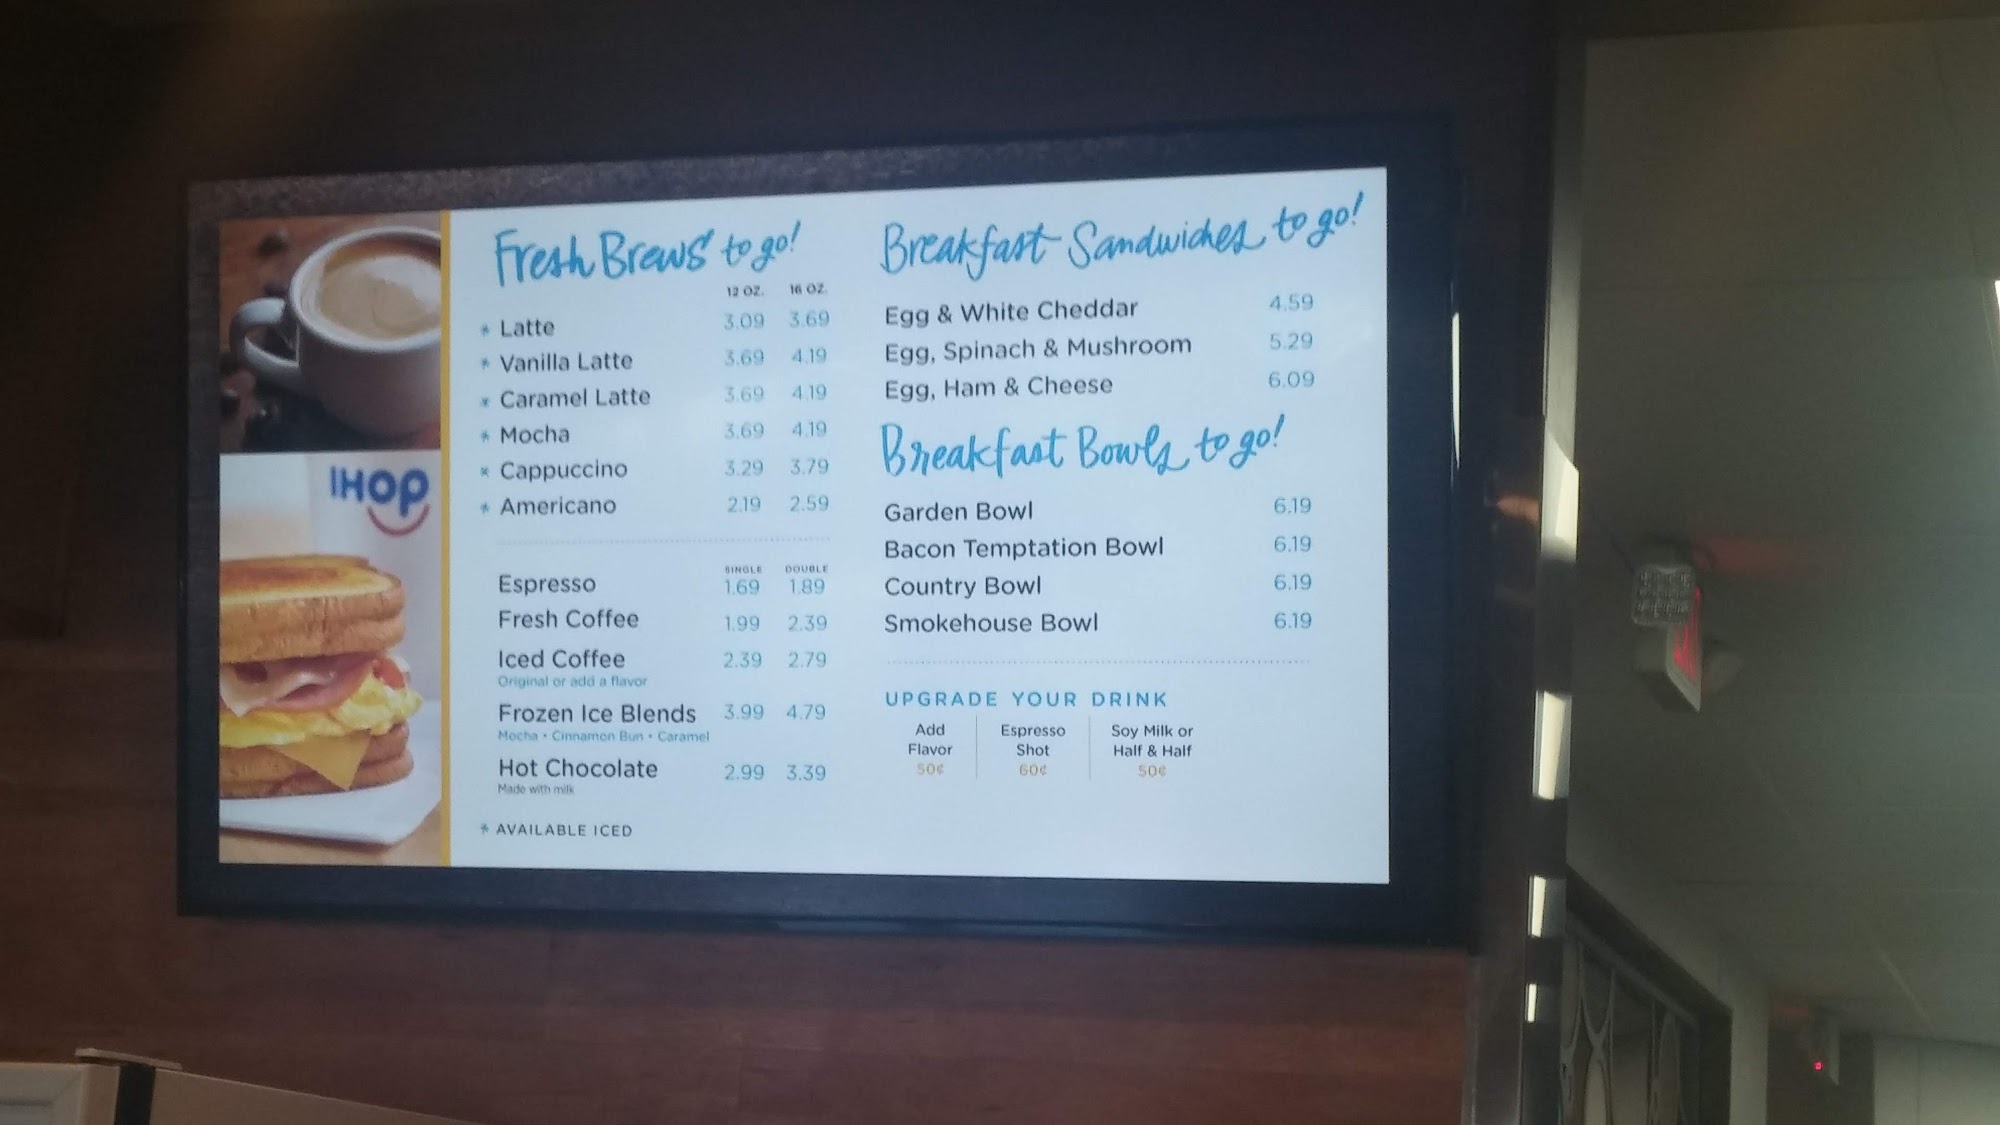 IHOP
Fresh Brews to go!
12 OZ. 16 OZ.
* Latte 3.09 3.69
* Vanilla Latte 3.69 4.19
* Caramel Latte 3.69 4.19
* Mocha 3.69 4.19
* Cappuccino 3.29 3.79
* Americano 2.19 2.59
SINGLE DOUBLE
Espresso 1.69 1.89
Fresh Coffee 1.99 2.39
Iced Coffee 2.39 2.79
Original or add a flavor
Frozen Ice Blends 3.99 4.79
Mocha • Cinnamon Bun • Caramel
Hot Chocolate 2.99 3.39
Made with milk
* AVAILABLE ICED
Breakfast Sandwiches to go!
Egg & White Cheddar 4.59
Egg, Spinach & Mushroom 5.29
Egg, Ham & Cheese 6.09
Breakfast Bowls to go!
Garden Bowl 6.19
Bacon Temptation Bowl 6.19
Country Bowl 6.19
Smokehouse Bowl 6.19
UPGRADE YOUR DRINK
Add
Flavor
50¢
Espresso
Shot
60¢
Soy Milk or
Half & Half
50¢